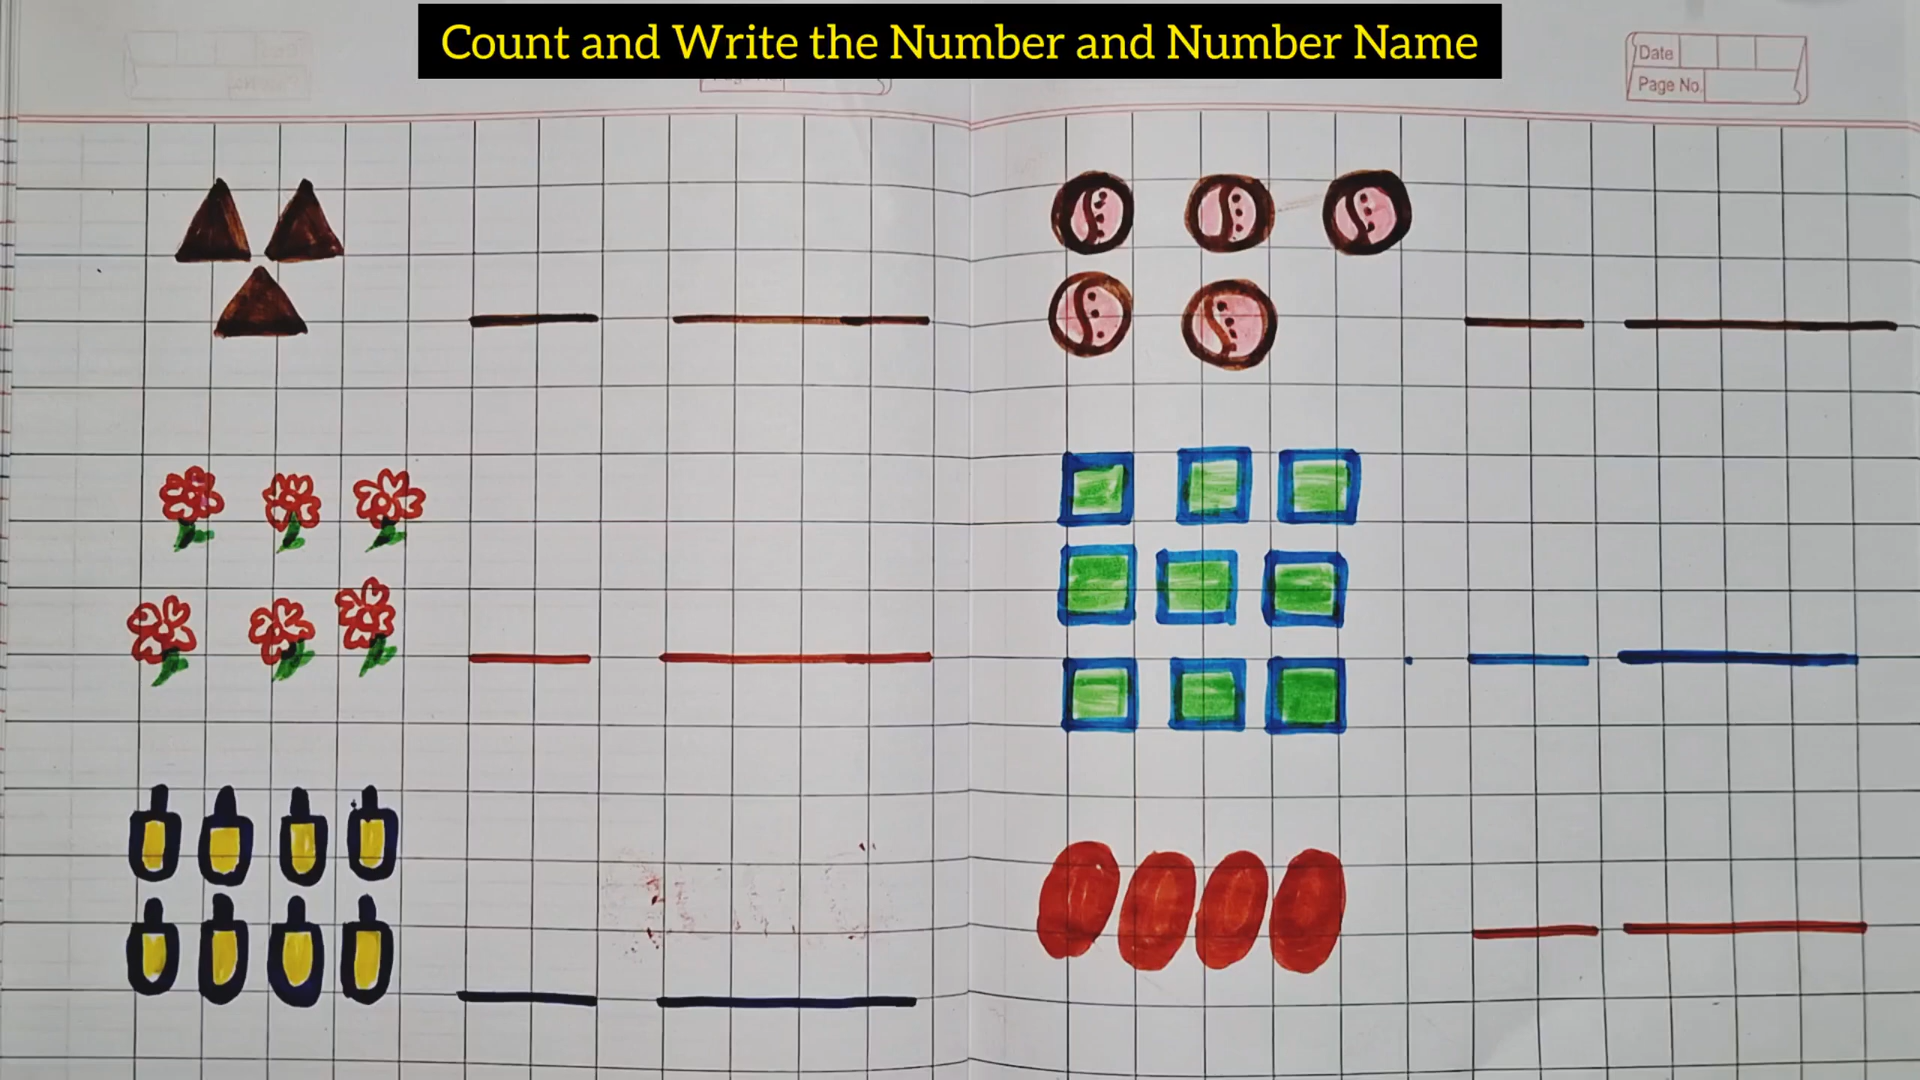 Count and Write the Number and Number Name
Date
Page No.